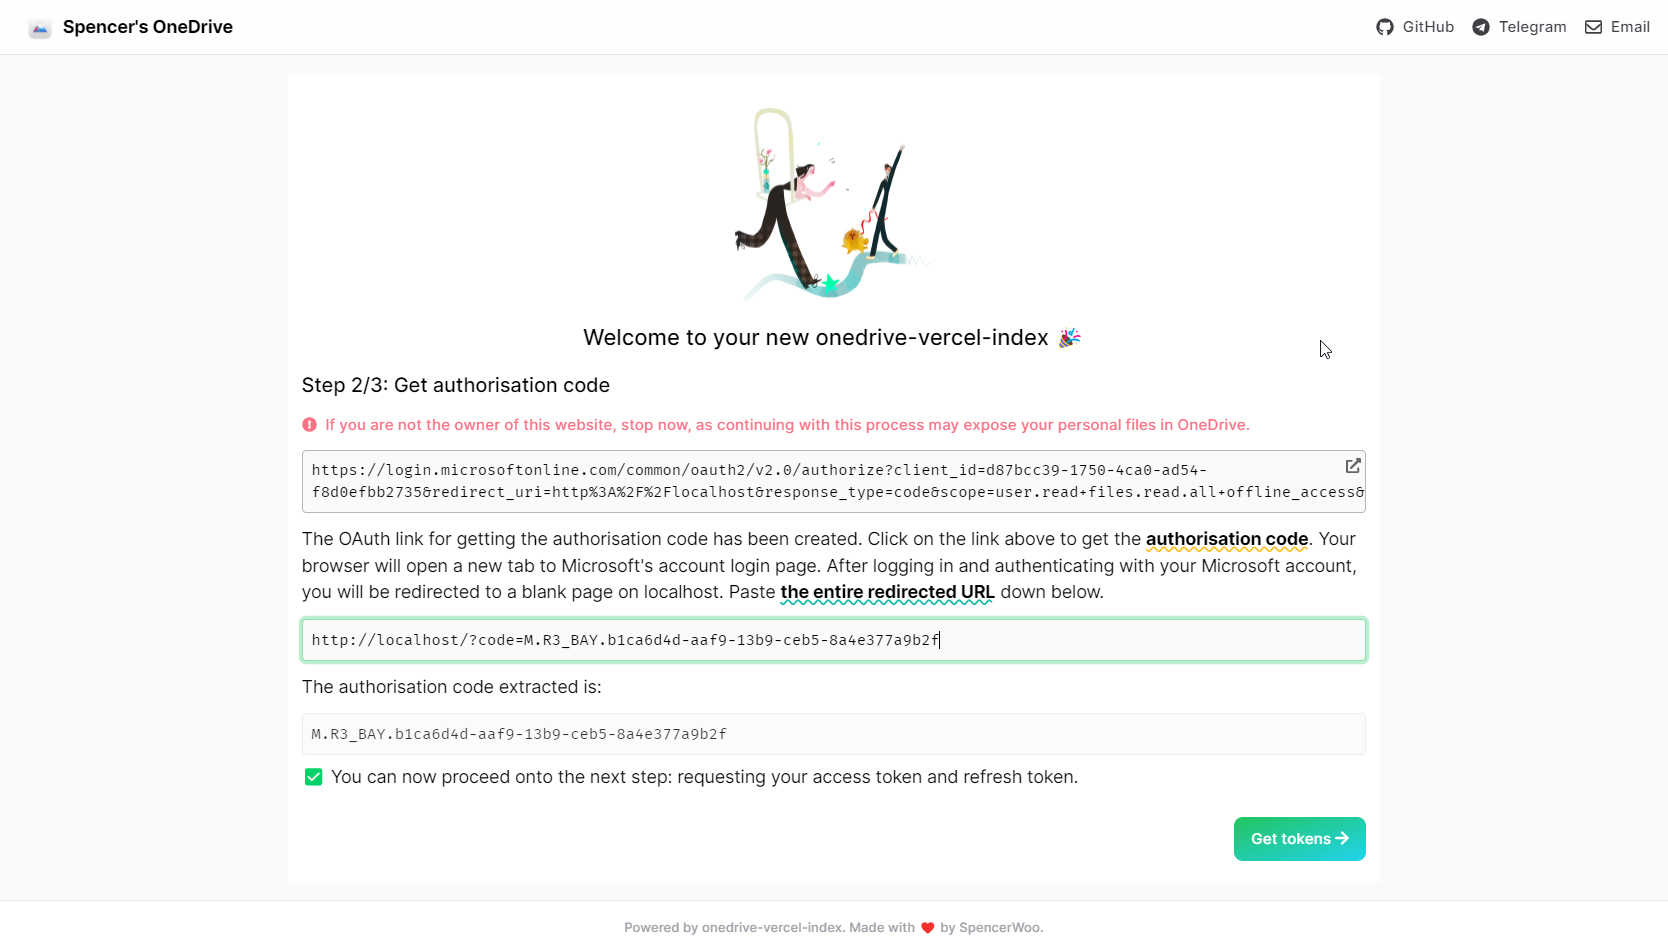 Spencer's OneDrive
GitHub
Telegram
Email
Welcome to your new onedrive-vercel-index 🎉
Step 2/3: Get authorisation code
If you are not the owner of this website, stop now, as continuing with this process may expose your personal files in OneDrive.
https://login.microsoftonline.com/common/oauth2/v2.0/authorize?client_id=d87bcc39-1750-4ca0-ad54-
f8d0efbb2735&redirect_uri=http%3A%2F%2Flocalhost&response_type=code&scope=user.read+files.read.all+offline_access&
The OAuth link for getting the authorisation code has been created. Click on the link above to get the authorisation code. Your
browser will open a new tab to Microsoft's account login page. After logging in and authenticating with your Microsoft account,
you will be redirected to a blank page on localhost. Paste the entire redirected URL down below.
http://localhost/?code=M.R3_BAY.b1ca6d4d-aaf9-13b9-ceb5-8a4e377a9b2f
The authorisation code extracted is:
M.R3_BAY.b1ca6d4d-aaf9-13b9-ceb5-8a4e377a9b2f
You can now proceed onto the next step: requesting your access token and refresh token.
Get tokens →
Powered by onedrive-vercel-index. Made with ❤ by SpencerWoo.